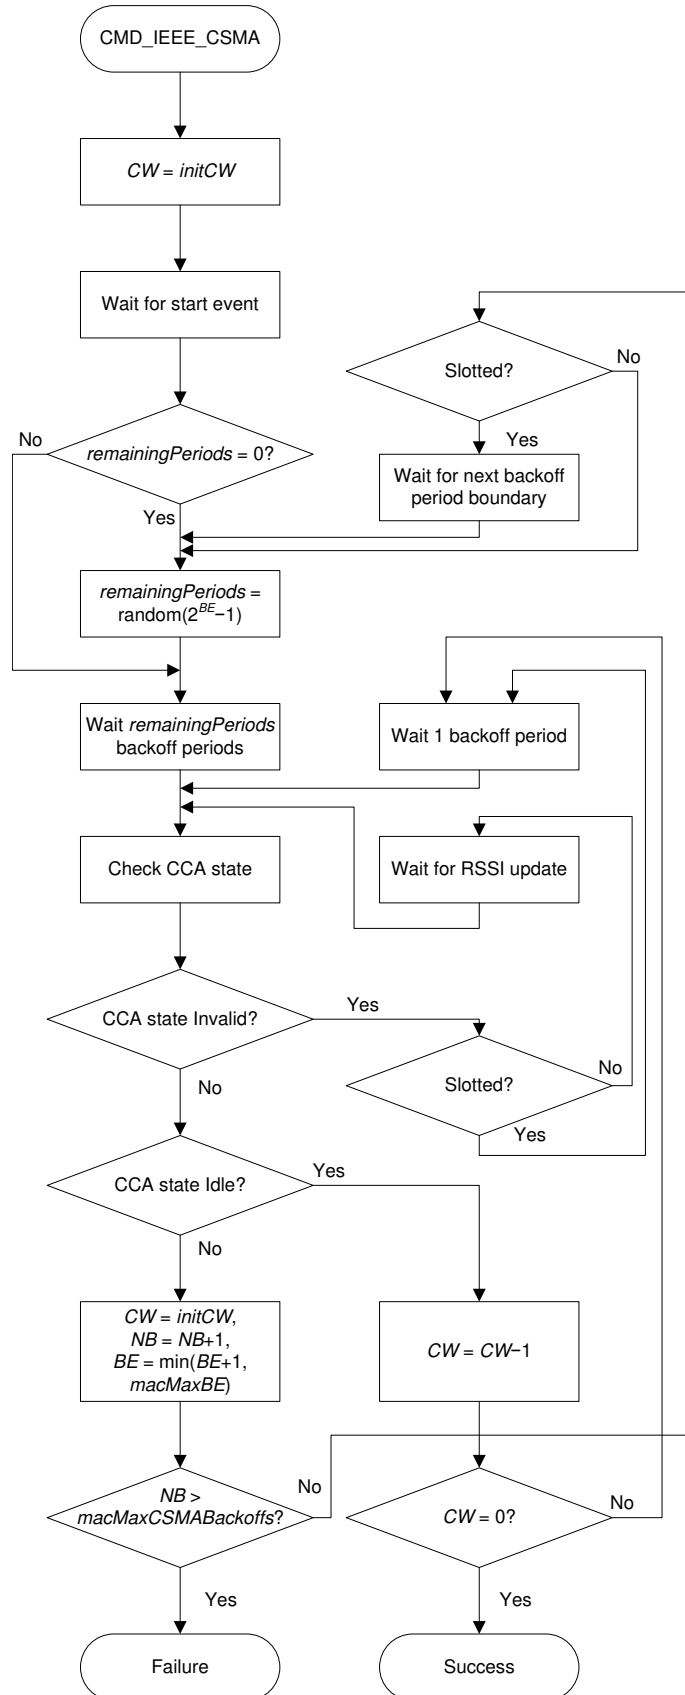 CMD_IEEE_CSMA
CW = initCW
Wait for start event
Slotted?
No
Yes
Wait for next backoff
period boundary
No
remainingPeriods = 0?
Yes
remainingPeriods =
random(2^BE−1)
Wait remainingPeriods
backoff periods
Wait 1 backoff period
Check CCA state
Wait for RSSI update
CCA state Invalid?
Yes
No
Slotted?
No
Yes
CCA state Idle?
Yes
No
CW = initCW,
NB = NB+1,
BE = min(BE+1,
macMaxBE)
CW = CW−1
NB >
macMaxCSMABackoffs?
No
Yes
CW = 0?
No
Yes
Failure
Success